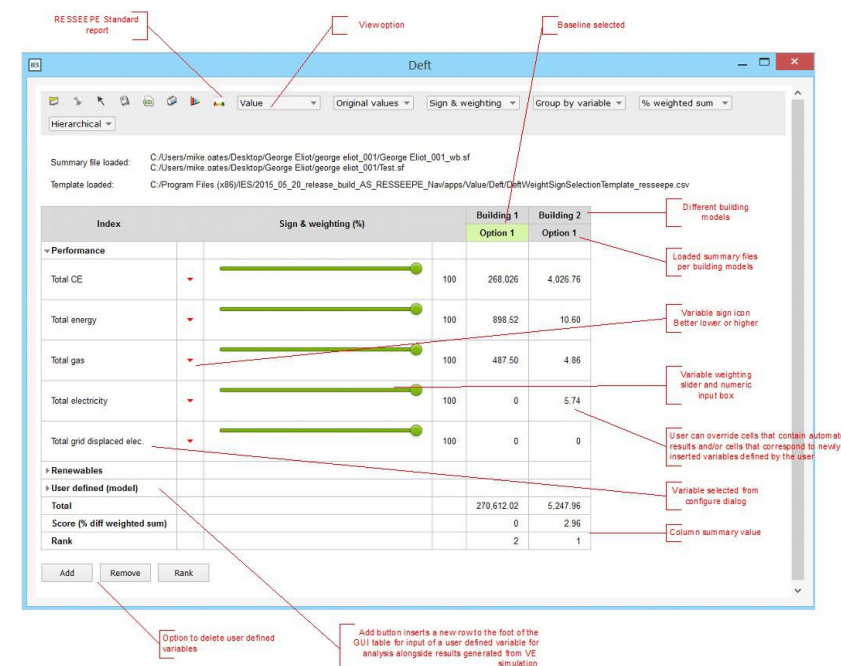 RESSEEPE Standard
report
View option
Baseline selected
IES
Deft
Value
Original values
Sign & weighting
Group by variable
% weighted sum
Hierarchical
Summary file loaded:
C:/Users/mike.oates/Desktop/George Eliot/george eliot_001/George Eliot_001_wb.sf
C:/Users/mike.oates/Desktop/George Eliot/george eliot_001/Test.sf
Template loaded:
C:/Program Files (x86)/IES/2015_05_20_release_build_AS_RESSEEPE_Nav/apps/Value/Deft/DeftWeightSignSelectionTemplate_resseepe.csv
Index Sign & weighting (%) Building 1 Building 2
Option 1 Option 1
Performance
Total CE 100 268,026 4,026.76
Total energy 100 898.52 10.60
Total gas 100 487.50 4.86
Total electricity 100 0 5.74
Total grid displaced elec. 100 0 0
Renewables
User defined (model)
Total 270,612.02 5,247.96
Score (% diff weighted sum) 0 2.96
Rank 2 1
Add Remove Rank
Different building
models
Loaded summary files
per building models
Variable sign icon
Better lower or higher
Variable weighting
slider and numeric
input box
User can override cells that contain automate
results and/or cells that correspond to newly
inserted variables defined by the user
Variable selected from
configure dialog
Column summary value
Option to delete user defined
variables
Add button inserts a new row to the foot of the
GUI table for input of a user defined variable for
analysis alongside results generated from VE
simulation